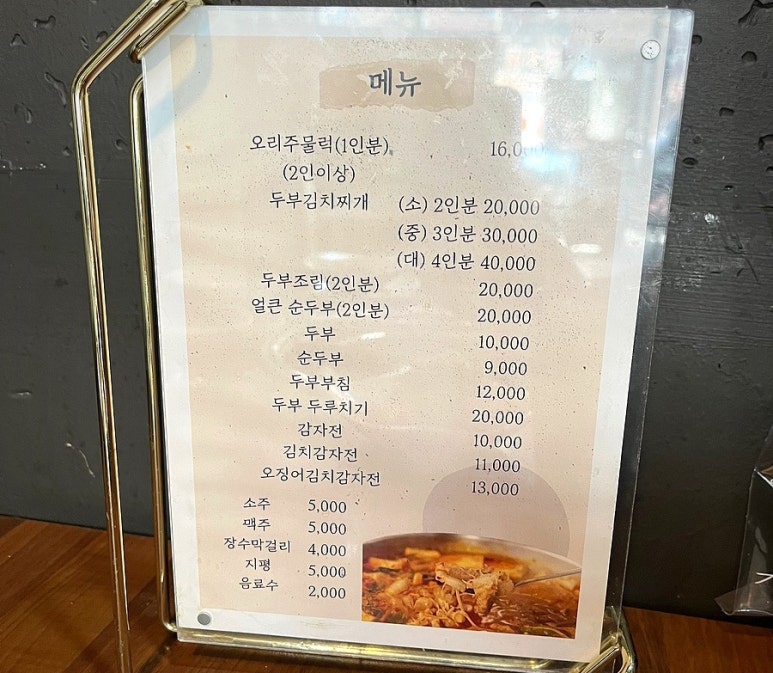 메뉴
오리주물럭(1인분) 16,000
(2인이상)
두부김치찌개 (소) 2인분 20,000
(중) 3인분 30,000
(대) 4인분 40,000
두부조림(2인분) 20,000
얼큰 순두부(2인분) 20,000
두부 10,000
순두부 9,000
두부부침 12,000
두부 두루치기 20,000
감자전 10,000
김치감자전 11,000
오징어김치감자전 13,000
소주 5,000
맥주 5,000
장수막걸리 4,000
지평 5,000
음료수 2,000